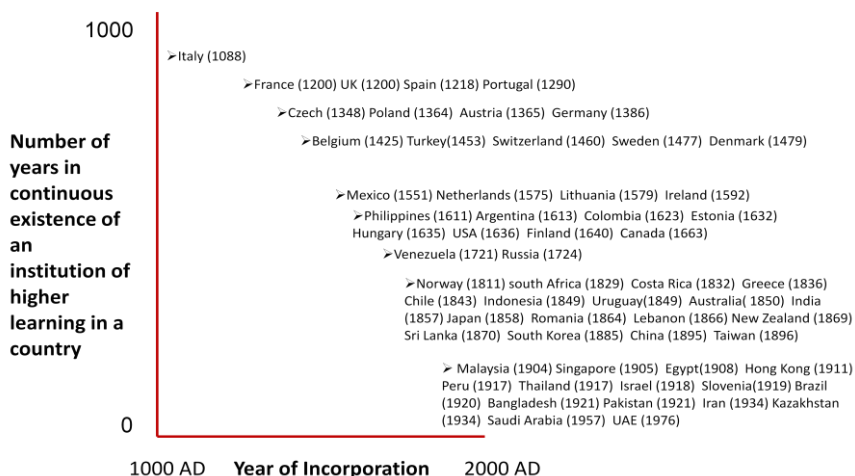 1000
➢Italy (1088)
➢France (1200) UK (1200) Spain (1218) Portugal (1290)
➢Czech (1348) Poland (1364) Austria (1365) Germany (1386)
➢Belgium (1425) Turkey(1453) Switzerland (1460) Sweden (1477) Denmark (1479)
Number of
years in
continuous
existence of
an
institution of
higher
learning in a
country
➢Mexico (1551) Netherlands (1575) Lithuania (1579) Ireland (1592)
➢Philippines (1611) Argentina (1613) Colombia (1623) Estonia (1632)
Hungary (1635) USA (1636) Finland (1640) Canada (1663)
➢Venezuela (1721) Russia (1724)
➢Norway (1811) south Africa (1829) Costa Rica (1832) Greece (1836)
Chile (1843) Indonesia (1849) Uruguay(1849) Australia( 1850) India
(1857) Japan (1858) Romania (1864) Lebanon (1866) New Zealand (1869)
Sri Lanka (1870) South Korea (1885) China (1895) Taiwan (1896)
➢ Malaysia (1904) Singapore (1905) Egypt(1908) Hong Kong (1911)
Peru (1917) Thailand (1917) Israel (1918) Slovenia(1919) Brazil
(1920) Bangladesh (1921) Pakistan (1921) Iran (1934) Kazakhstan
(1934) Saudi Arabia (1957) UAE (1976)
0
1000 AD Year of Incorporation 2000 AD